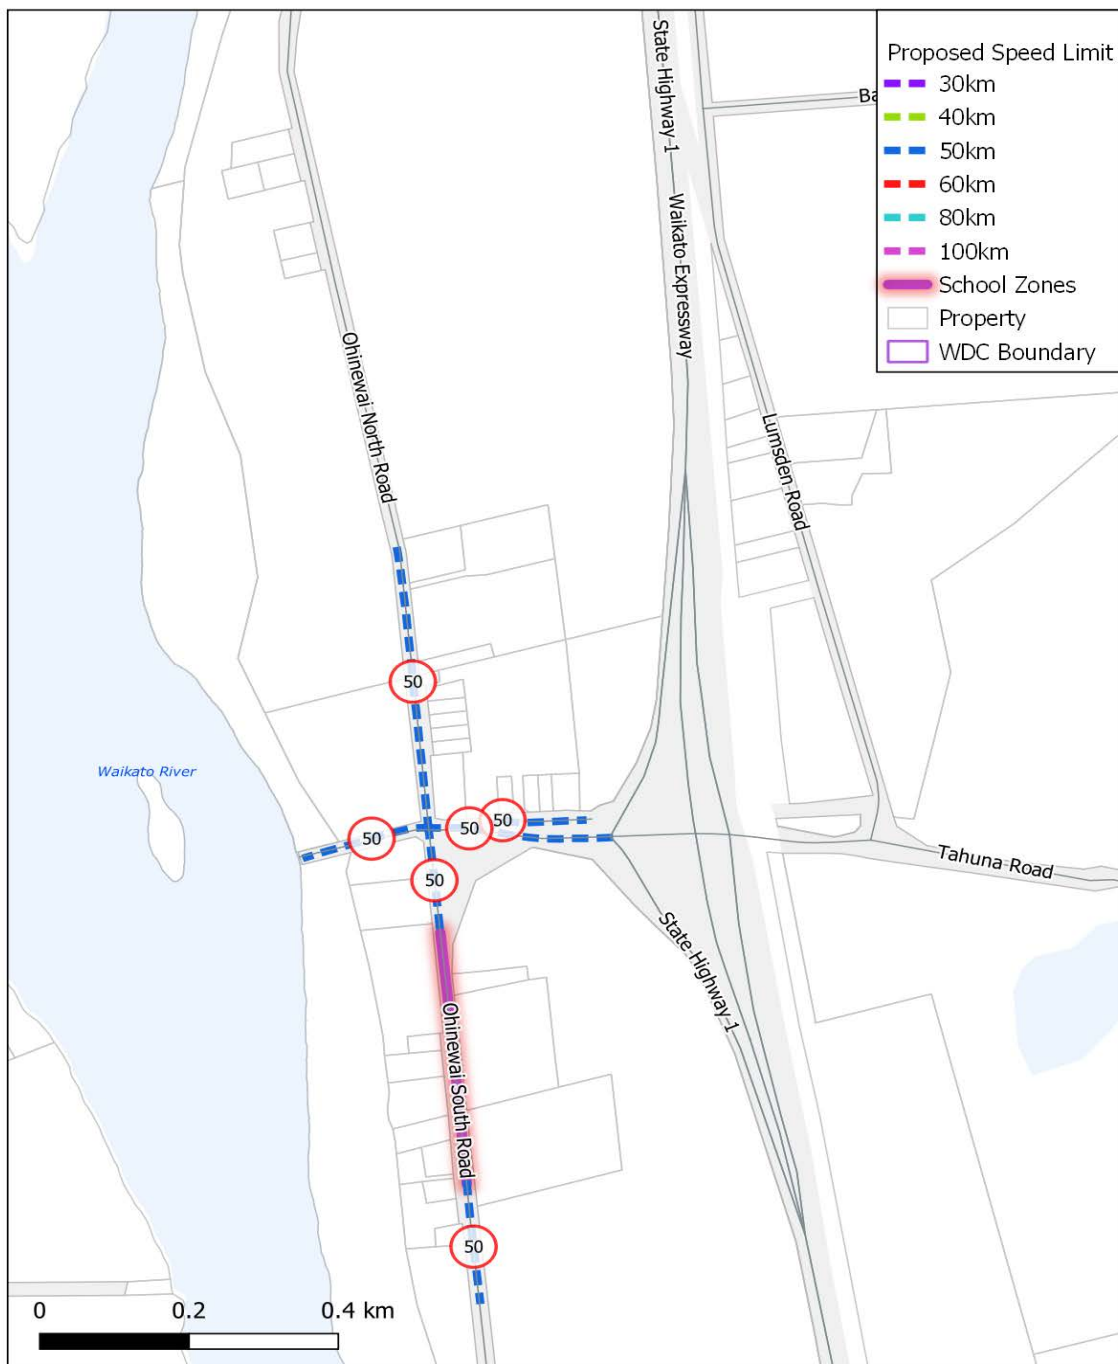 Proposed Speed Limit
30km
40km
50km
60km
80km
100km
School Zones
Property
WDC Boundary
State-Highway-1
Ba
Waikato-Expressway
Ohinewai-North-Road
Lumsden-Road
50
Waikato River
50
50
50
50
Tahuna Road
State-Highway-1
Ohinewai South Road
50
0
0.2
0.4 km